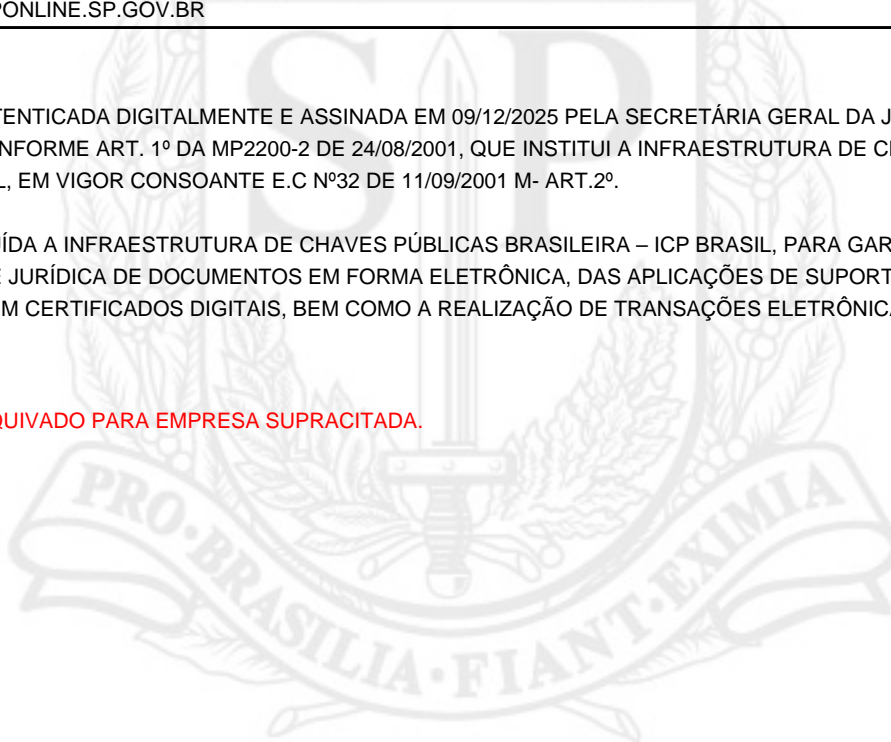 PONLINE.SP.GOV.BR
TENTICADA DIGITALMENTE E ASSINADA EM 09/12/2025 PELA SECRETÁRIA GERAL DA J
NFORME ART. 1º DA MP2200-2 DE 24/08/2001, QUE INSTITUI A INFRAESTRUTURA DE C
L, EM VIGOR CONSOANTE E.C Nº32 DE 11/09/2001 M- ART.2º.
ÍDA A INFRAESTRUTURA DE CHAVES PÚBLICAS BRASILEIRA – ICP BRASIL, PARA GAR
E JURÍDICA DE DOCUMENTOS EM FORMA ELETRÔNICA, DAS APLICAÇÕES DE SUPORT
M CERTIFICADOS DIGITAIS, BEM COMO A REALIZAÇÃO DE TRANSAÇÕES ELETRÔNICA
QUIVADO PARA EMPRESA SUPRACITADA.
SP
PRO·BRASILIA·FIANT·EXIMIA